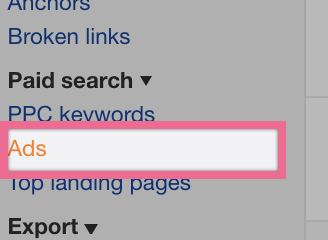 Anchors
Broken links
Paid search ▼
PPC keywords
Ads
Top landing pages
Export ▼